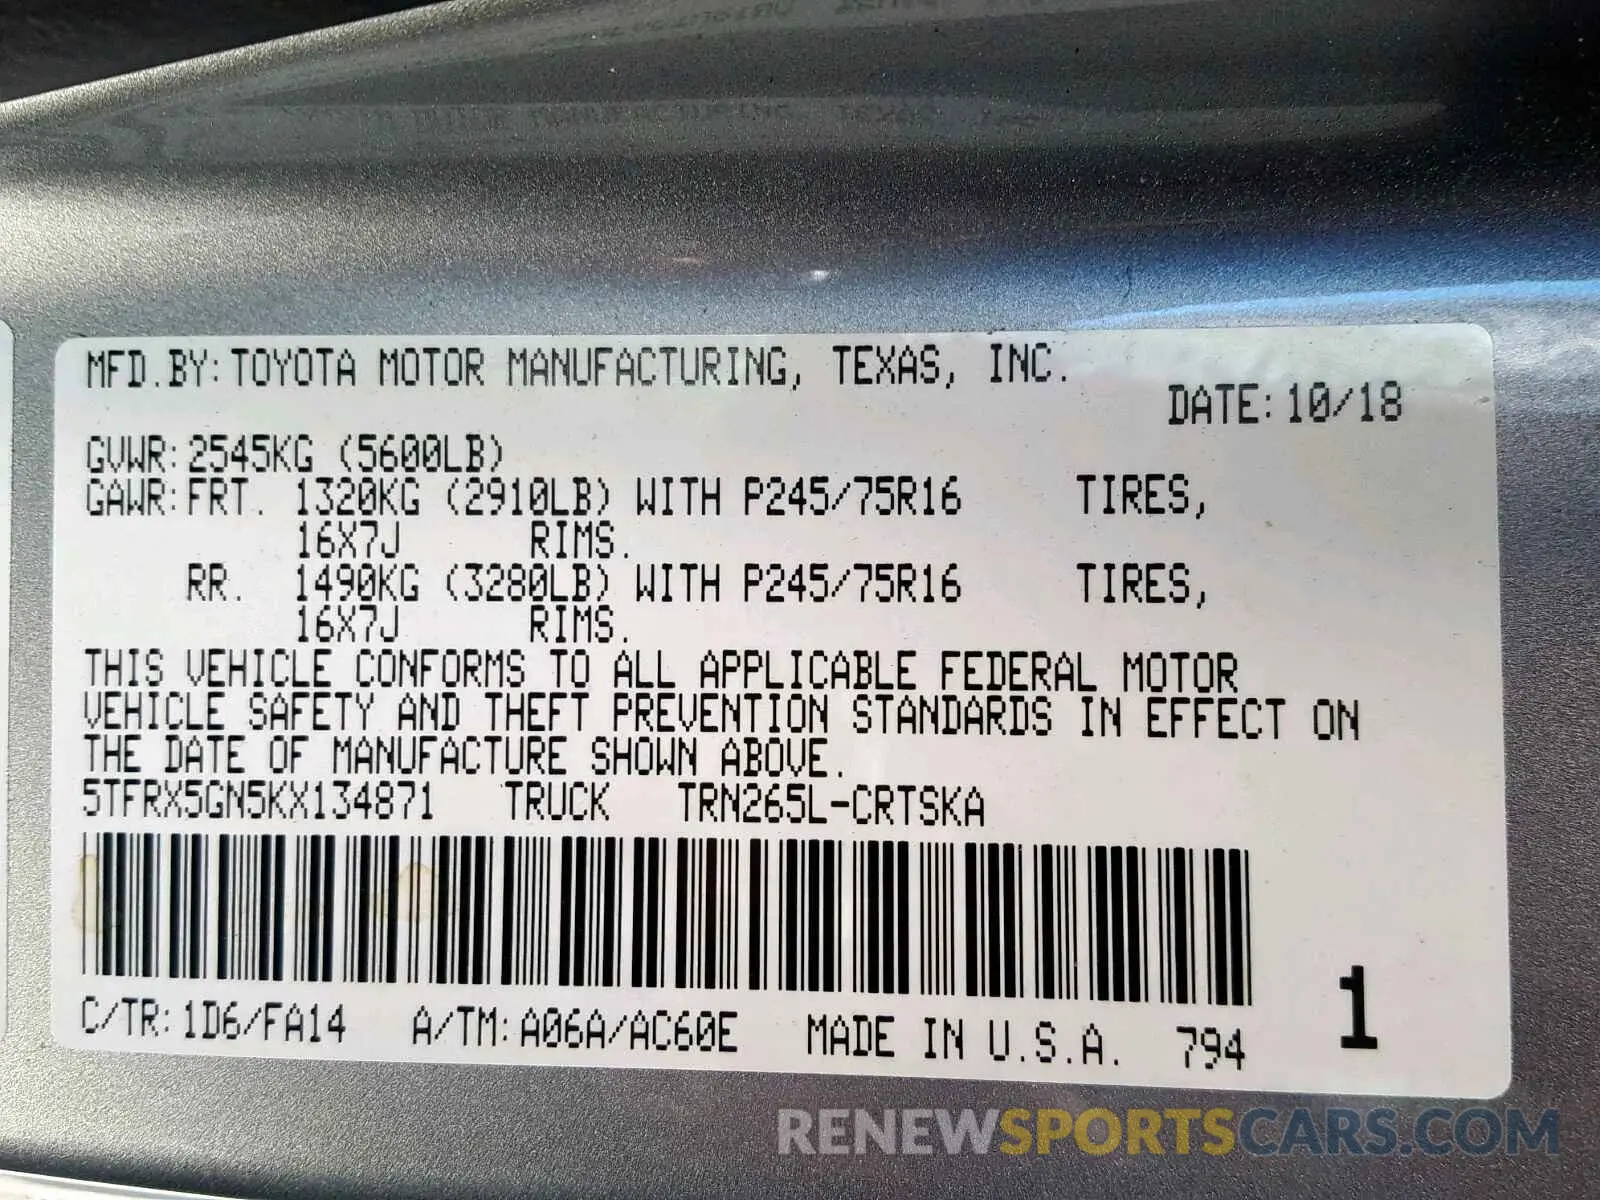 MFD.BY: TOYOTA MOTOR MANUFACTURING, TEXAS, INC.
DATE: 10/18
GVWR: 2545KG (5600LB)
GAWR: FRT. 1320KG (2910LB) WITH P245/75R16 TIRES,
16X7J RIMS.
RR. 1490KG (3280LB) WITH P245/75R16 TIRES,
16X7J RIMS.
THIS VEHICLE CONFORMS TO ALL APPLICABLE FEDERAL MOTOR
VEHICLE SAFETY AND THEFT PREVENTION STANDARDS IN EFFECT ON
THE DATE OF MANUFACTURE SHOWN ABOVE.
5TFRX5GN5KX134871 TRUCK TRN265L-CRTSKA
C/TR: 1D6/FA14 A/TM: A06A/AC60E MADE IN U.S.A. 794
1
RENEWSPORTSCARS.COM